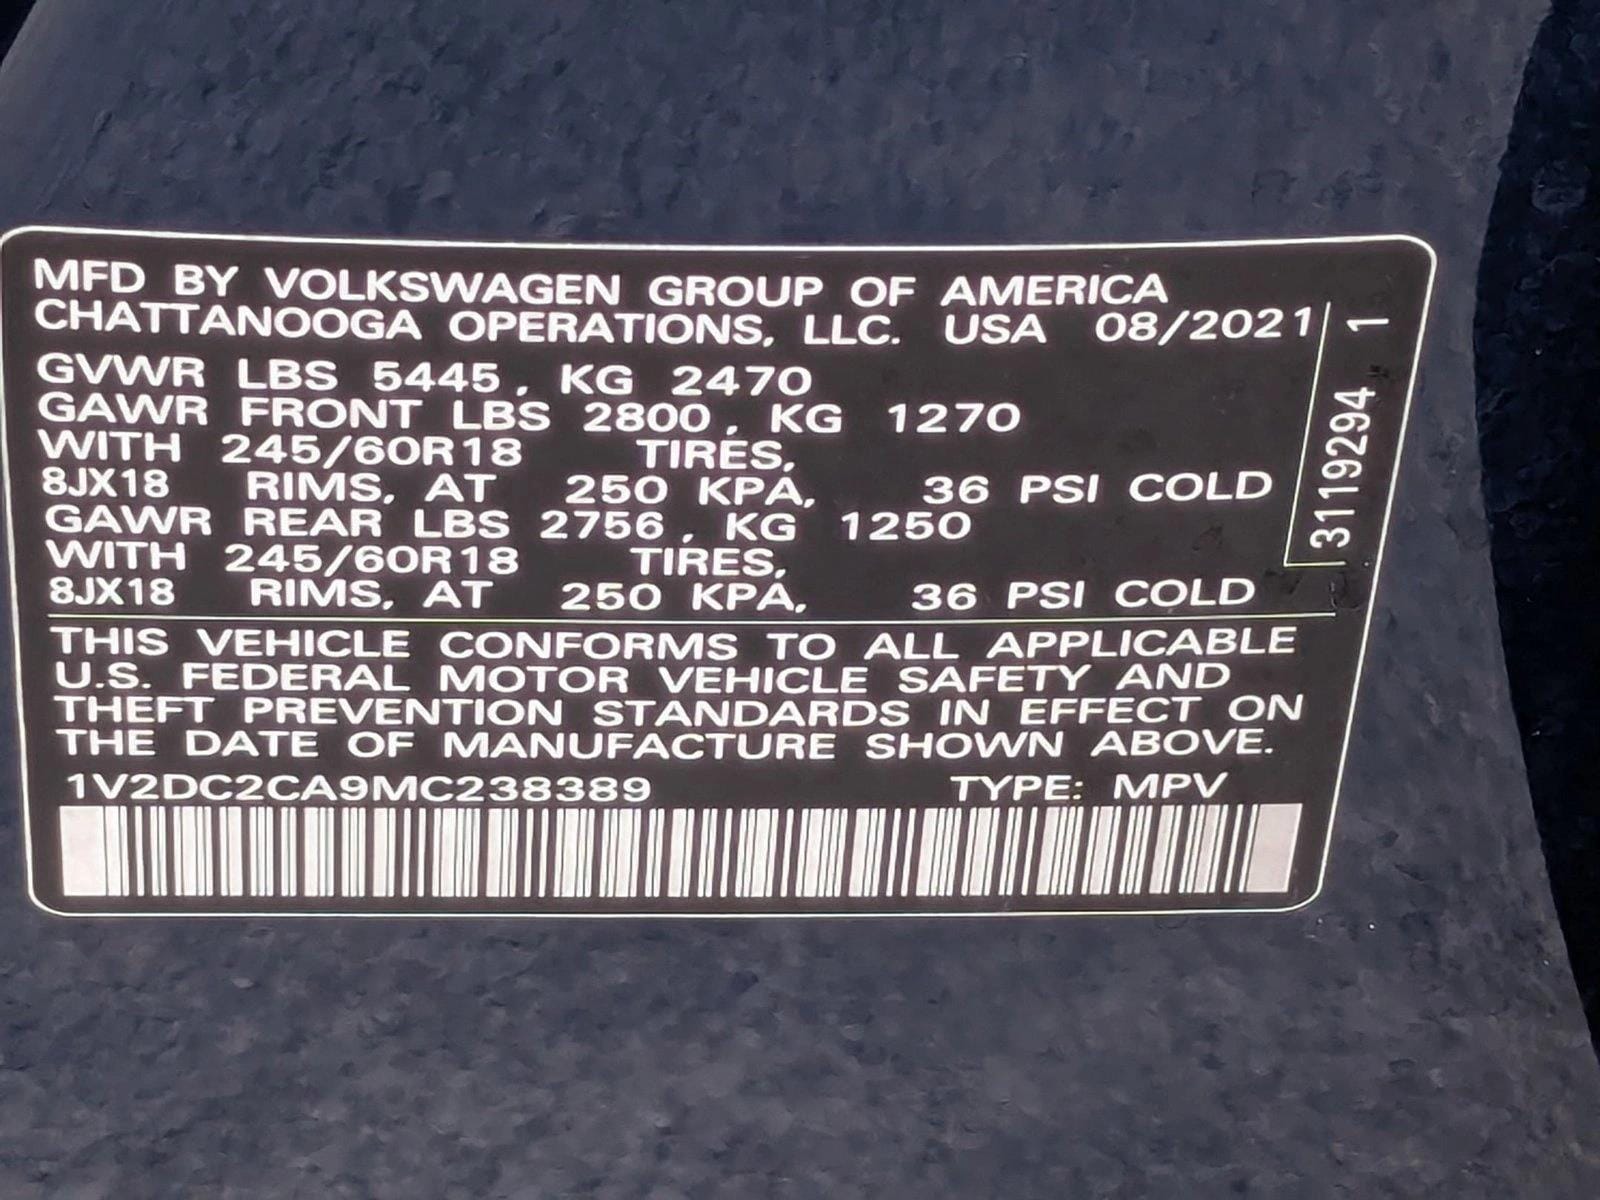 MFD BY VOLKSWAGEN GROUP OF AMERICA
CHATTANOOGA OPERATIONS, LLC. USA 08/2021
GVWR LBS 5445, KG 2470
GAWR FRONT LBS 2800, KG 1270
WITH 245/60R18 TIRES,
8JX18 RIMS, AT 250 KPA, 36 PSI COLD
GAWR REAR LBS 2756, KG 1250
WITH 245/60R18 TIRES,
8JX18 RIMS, AT 250 KPA, 36 PSI COLD
3119294 1
THIS VEHICLE CONFORMS TO ALL APPLICABLE
U.S. FEDERAL MOTOR VEHICLE SAFETY AND
THEFT PREVENTION STANDARDS IN EFFECT ON
THE DATE OF MANUFACTURE SHOWN ABOVE.
1V2DC2CA9MC238389 TYPE: MPV